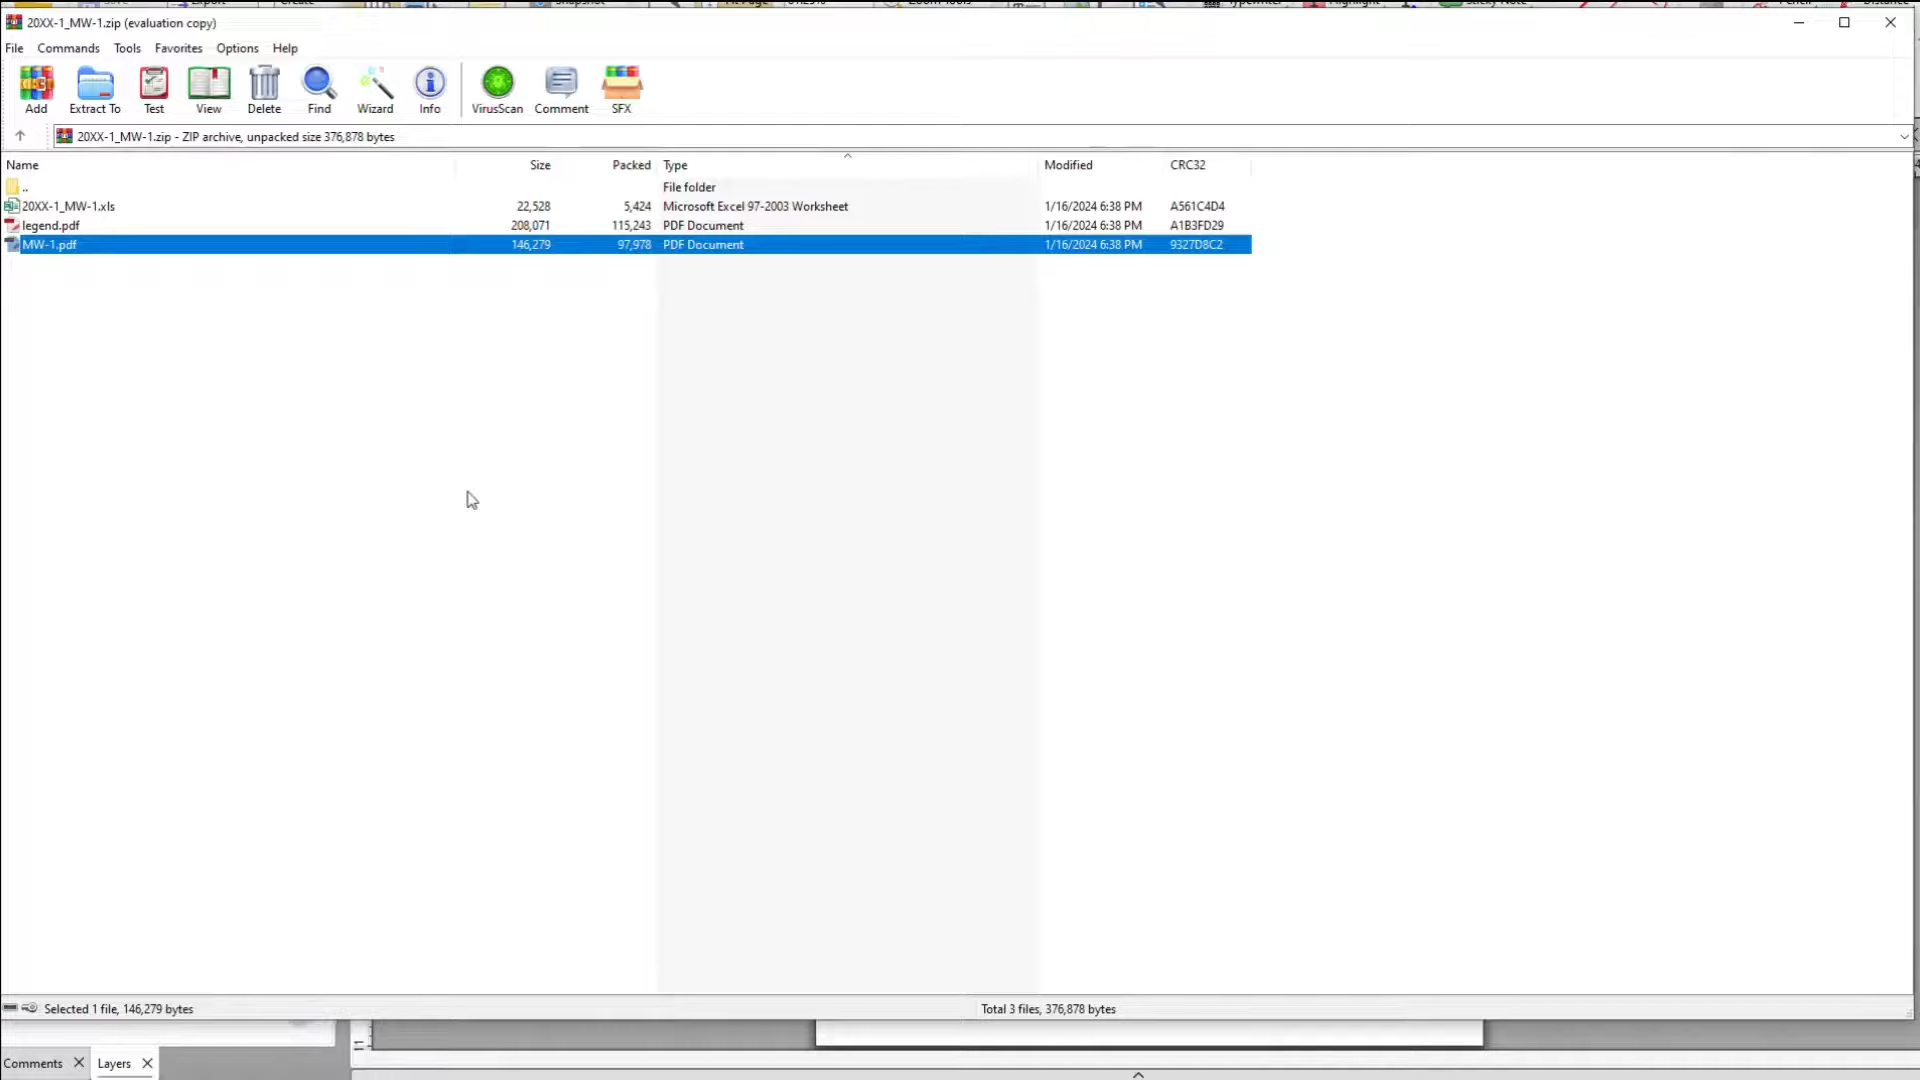 20XX-1_MW-1.zip (evaluation copy)
File Commands Tools Favorites Options Help
Add Extract To Test View Delete Find Wizard Info VirusScan Comment SFX
20XX-1_MW-1.zip - ZIP archive, unpacked size 376,878 bytes
Name Size Packed Type Modified CRC32
.. File folder
20XX-1_MW-1.xls 22,528 5,424 Microsoft Excel 97-2003 Worksheet 1/16/2024 6:38 PM A561C4D4
legend.pdf 208,071 115,243 PDF Document 1/16/2024 6:38 PM A1B3FD29
MW-1.pdf 146,279 97,978 PDF Document 1/16/2024 6:38 PM 9327D8C2
Selected 1 file, 146,279 bytes Total 3 files, 376,878 bytes
Comments Layers